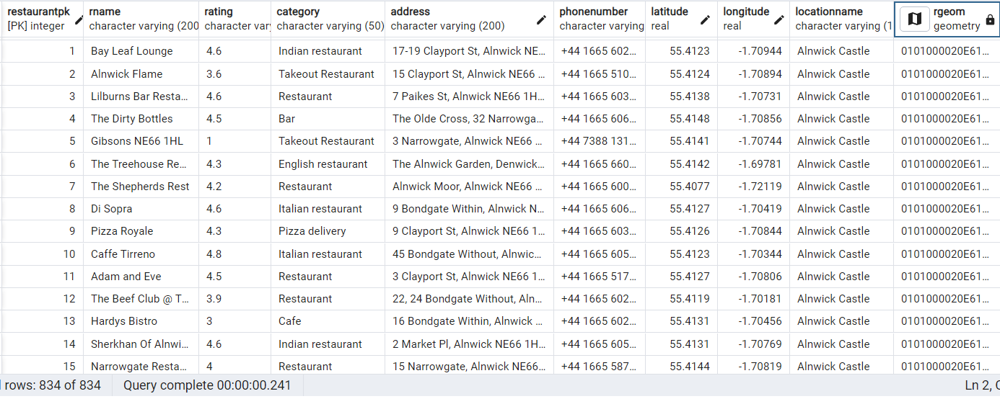 restaurantpk rname rating category address phonenumber latitude longitude locationname rgeom
[PK] integer character varying (200 character var character varying (50) character varying (200) character varying real real character varying (1 geometry
1 Bay Leaf Lounge 4.6 Indian restaurant 17-19 Clayport St, Alnwick NE... +44 1665 602... 55.4123 -1.70944 Alnwick Castle 0101000020E61...
2 Alnwick Flame 3.6 Takeout Restaurant 15 Clayport St, Alnwick NE66 ... +44 1665 510... 55.4124 -1.70894 Alnwick Castle 0101000020E61...
3 Lilburns Bar Resta... 4.6 Restaurant 7 Paikes St, Alnwick NE66 1H... +44 1665 603... 55.4138 -1.70731 Alnwick Castle 0101000020E61...
4 The Dirty Bottles 4.5 Bar The Olde Cross, 32 Narrowga... +44 1665 606... 55.4148 -1.70856 Alnwick Castle 0101000020E61...
5 Gibsons NE66 1HL 1 Takeout Restaurant 3 Narrowgate, Alnwick NE66 ... +44 7388 131... 55.4141 -1.70744 Alnwick Castle 0101000020E61...
6 The Treehouse Re... 4.3 English restaurant The Alnwick Garden, Denwick... +44 1665 660... 55.4142 -1.69781 Alnwick Castle 0101000020E61...
7 The Shepherds Rest 4.2 Restaurant Alnwick Moor, Alnwick NE66 ... +44 1665 600... 55.4077 -1.72119 Alnwick Castle 0101000020E61...
8 Di Sopra 4.6 Italian restaurant 9 Bondgate Within, Alnwick N... +44 1665 606... 55.4127 -1.70419 Alnwick Castle 0101000020E61...
9 Pizza Royale 4.3 Pizza delivery 9 Clayport St, Alnwick NE66 1... +44 1665 603... 55.4126 -1.70844 Alnwick Castle 0101000020E61...
10 Caffe Tirreno 4.8 Italian restaurant 45 Bondgate Without, Alnwic... +44 1665 605... 55.4123 -1.70344 Alnwick Castle 0101000020E61...
11 Adam and Eve 4.5 Restaurant 3 Clayport St, Alnwick NE66 1... +44 1665 517... 55.4127 -1.70806 Alnwick Castle 0101000020E61...
12 The Beef Club @ T... 3.9 Restaurant 22, 24 Bondgate Without, Aln... +44 1665 602... 55.4119 -1.70181 Alnwick Castle 0101000020E61...
13 Hardys Bistro 3 Cafe 16 Bondgate Within, Alnwick ... +44 1665 602... 55.4131 -1.70456 Alnwick Castle 0101000020E61...
14 Sherkhan Of Alnwi... 4.6 Indian restaurant 2 Market Pl, Alnwick NE66 1H... +44 1665 605... 55.4131 -1.70769 Alnwick Castle 0101000020E61...
15 Narrowgate Resta... 4 Restaurant 15 Narrowgate, Alnwick NE66... +44 1665 587... 55.4144 -1.70819 Alnwick Castle 0101000020E61...
rows: 834 of 834 Query complete 00:00:00.241 Ln 2,